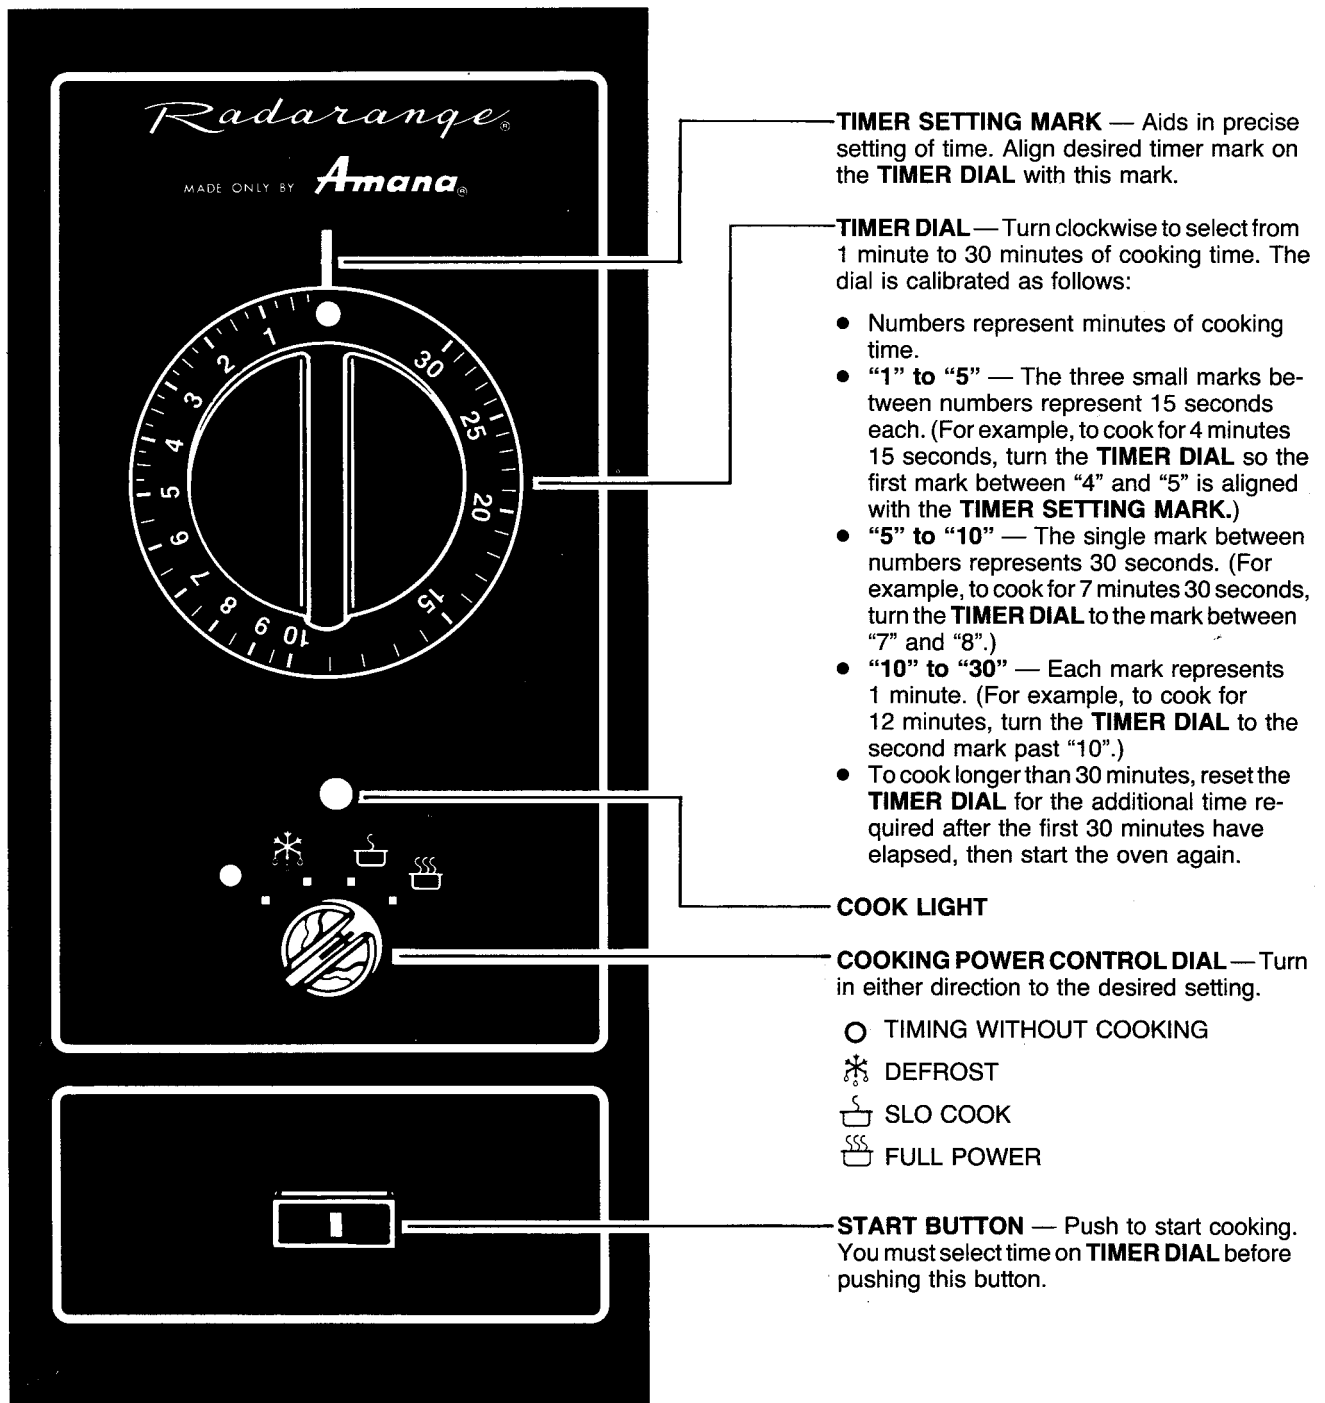 Radarange®
MADE ONLY BY Amana®
1
2
3
4
5
6
7
8
9
10
15
20
25
30
TIMER SETTING MARK — Aids in precise
setting of time. Align desired timer mark on
the TIMER DIAL with this mark.
TIMER DIAL — Turn clockwise to select from
1 minute to 30 minutes of cooking time. The
dial is calibrated as follows:
● Numbers represent minutes of cooking
time.
● “1” to “5” — The three small marks be-
tween numbers represent 15 seconds
each. (For example, to cook for 4 minutes
15 seconds, turn the TIMER DIAL so the
first mark between “4” and “5” is aligned
with the TIMER SETTING MARK.)
● “5” to “10” — The single mark between
numbers represents 30 seconds. (For
example, to cook for 7 minutes 30 seconds,
turn the TIMER DIAL to the mark between
“7” and “8”.)
● “10” to “30” — Each mark represents
1 minute. (For example, to cook for
12 minutes, turn the TIMER DIAL to the
second mark past “10”.)
● To cook longer than 30 minutes, reset the
TIMER DIAL for the additional time re-
quired after the first 30 minutes have
elapsed, then start the oven again.
COOK LIGHT
COOKING POWER CONTROL DIAL — Turn
in either direction to the desired setting.
TIMING WITHOUT COOKING
DEFROST
SLO COOK
FULL POWER
START BUTTON — Push to start cooking.
You must select time on TIMER DIAL before
pushing this button.